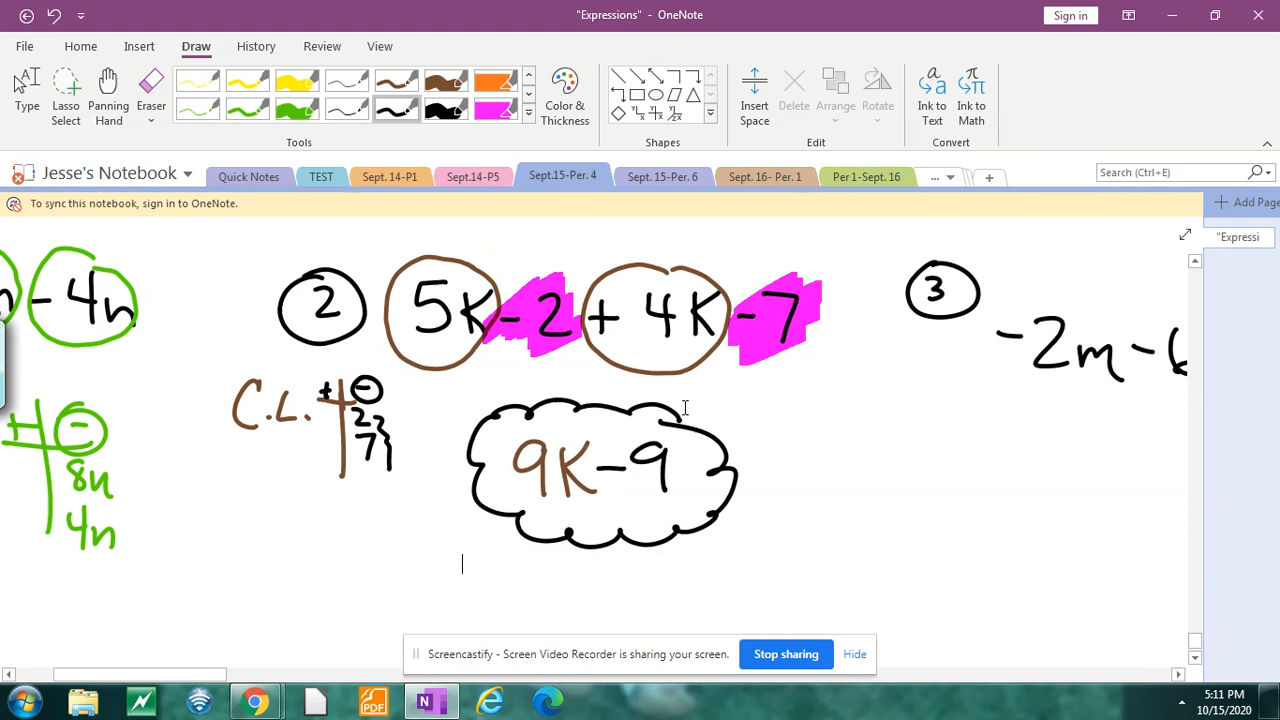 "Expressions" - OneNote
Sign in
File Home Insert Draw History Review View
Type
Lasso Select
Panning Hand
Eraser
Color & Thickness
Insert Space
Delete
Arrange
Rotate
Ink to Text
Ink to Math
Tools
Shapes
Edit
Convert
Jesse's Notebook
Quick Notes
TEST
Sept. 14-P1
Sept.14-P5
Sept.15-Per. 4
Sept. 15-Per. 6
Sept. 16- Per. 1
Per 1-Sept. 16
...
Search (Ctrl+E)
To sync this notebook, sign in to OneNote.
Add Page
"Expressi
- 4n
2 5K - 2 + 4K - 7
3
-2m -
C.L. + -
2
7
9K - 9
+ -
8n
4n
Screencastify - Screen Video Recorder is sharing your screen.
Stop sharing
Hide
5:11 PM
10/15/2020